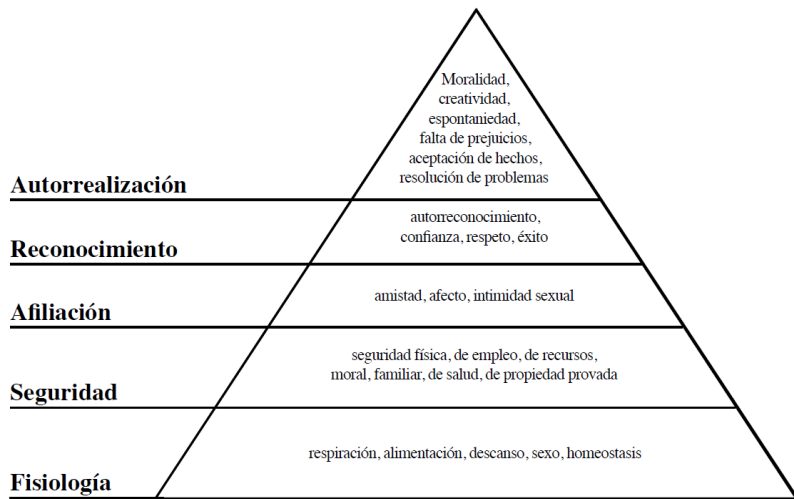 Moralidad,
creatividad,
espontaniedad,
falta de prejuicios,
aceptación de hechos,
resolución de problemas
Autorrealización
autorreconocimiento,
confianza, respeto, éxito
Reconocimiento
amistad, afecto, intimidad sexual
Afiliación
seguridad física, de empleo, de recursos,
moral, familiar, de salud, de propiedad provada
Seguridad
respiración, alimentación, descanso, sexo, homeostasis
Fisiología